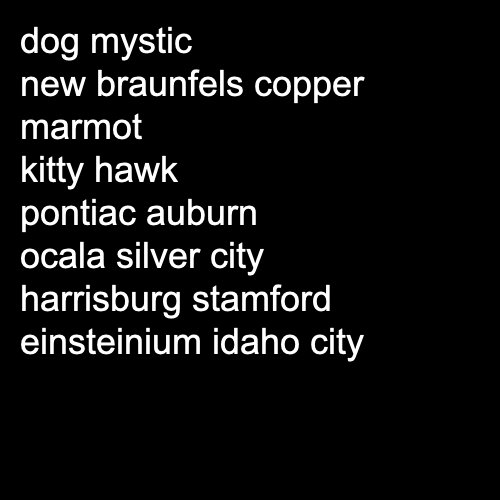 dog mystic
new braunfels copper
marmot
kitty hawk
pontiac auburn
ocala silver city
harrisburg stamford
einsteinium idaho city